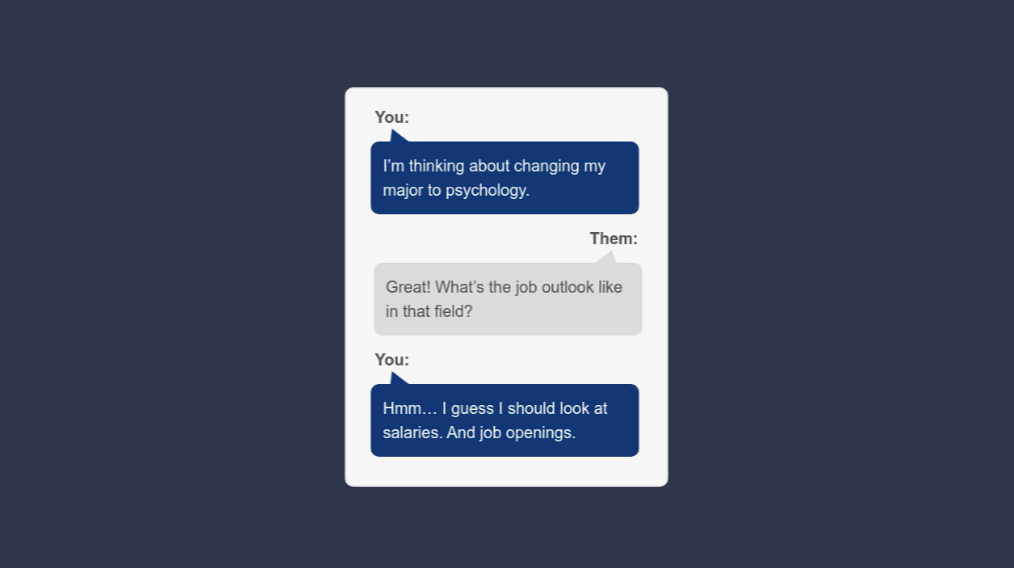 You:
I’m thinking about changing my
major to psychology.
Them:
Great! What’s the job outlook like
in that field?
You:
Hmm… I guess I should look at
salaries. And job openings.